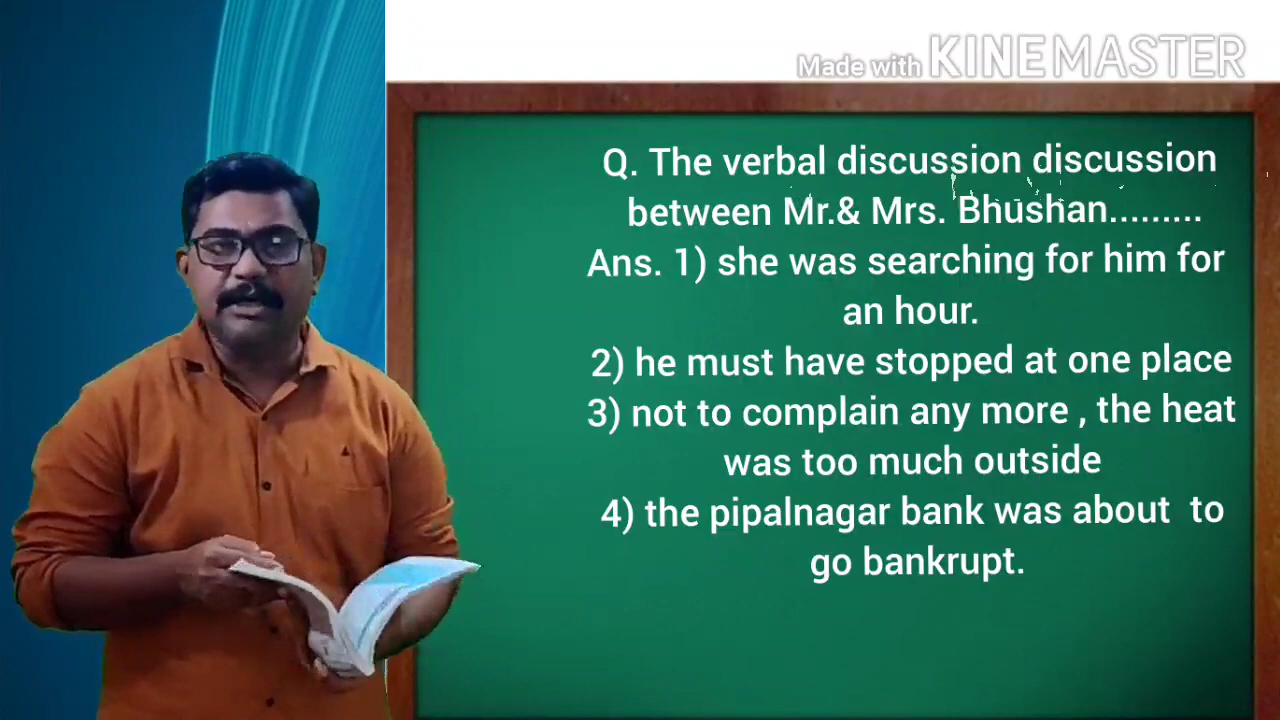 Made with KINEMASTER
Q. The verbal discussion discussion
between Mr.& Mrs. Bhushan.........
Ans. 1) she was searching for him for
an hour.
2) he must have stopped at one place
3) not to complain any more , the heat
was too much outside
4) the pipalnagar bank was about  to
go bankrupt.